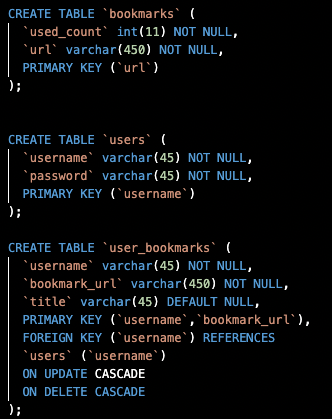 CREATE TABLE `bookmarks` (
`used_count` int(11) NOT NULL,
`url` varchar(450) NOT NULL,
PRIMARY KEY (`url`)
);
CREATE TABLE `users` (
`username` varchar(45) NOT NULL,
`password` varchar(45) NOT NULL,
PRIMARY KEY (`username`)
);
CREATE TABLE `user_bookmarks` (
`username` varchar(45) NOT NULL,
`bookmark_url` varchar(450) NOT NULL,
`title` varchar(45) DEFAULT NULL,
PRIMARY KEY (`username`,`bookmark_url`),
FOREIGN KEY (`username`) REFERENCES
`users` (`username`)
ON UPDATE CASCADE
ON DELETE CASCADE
);